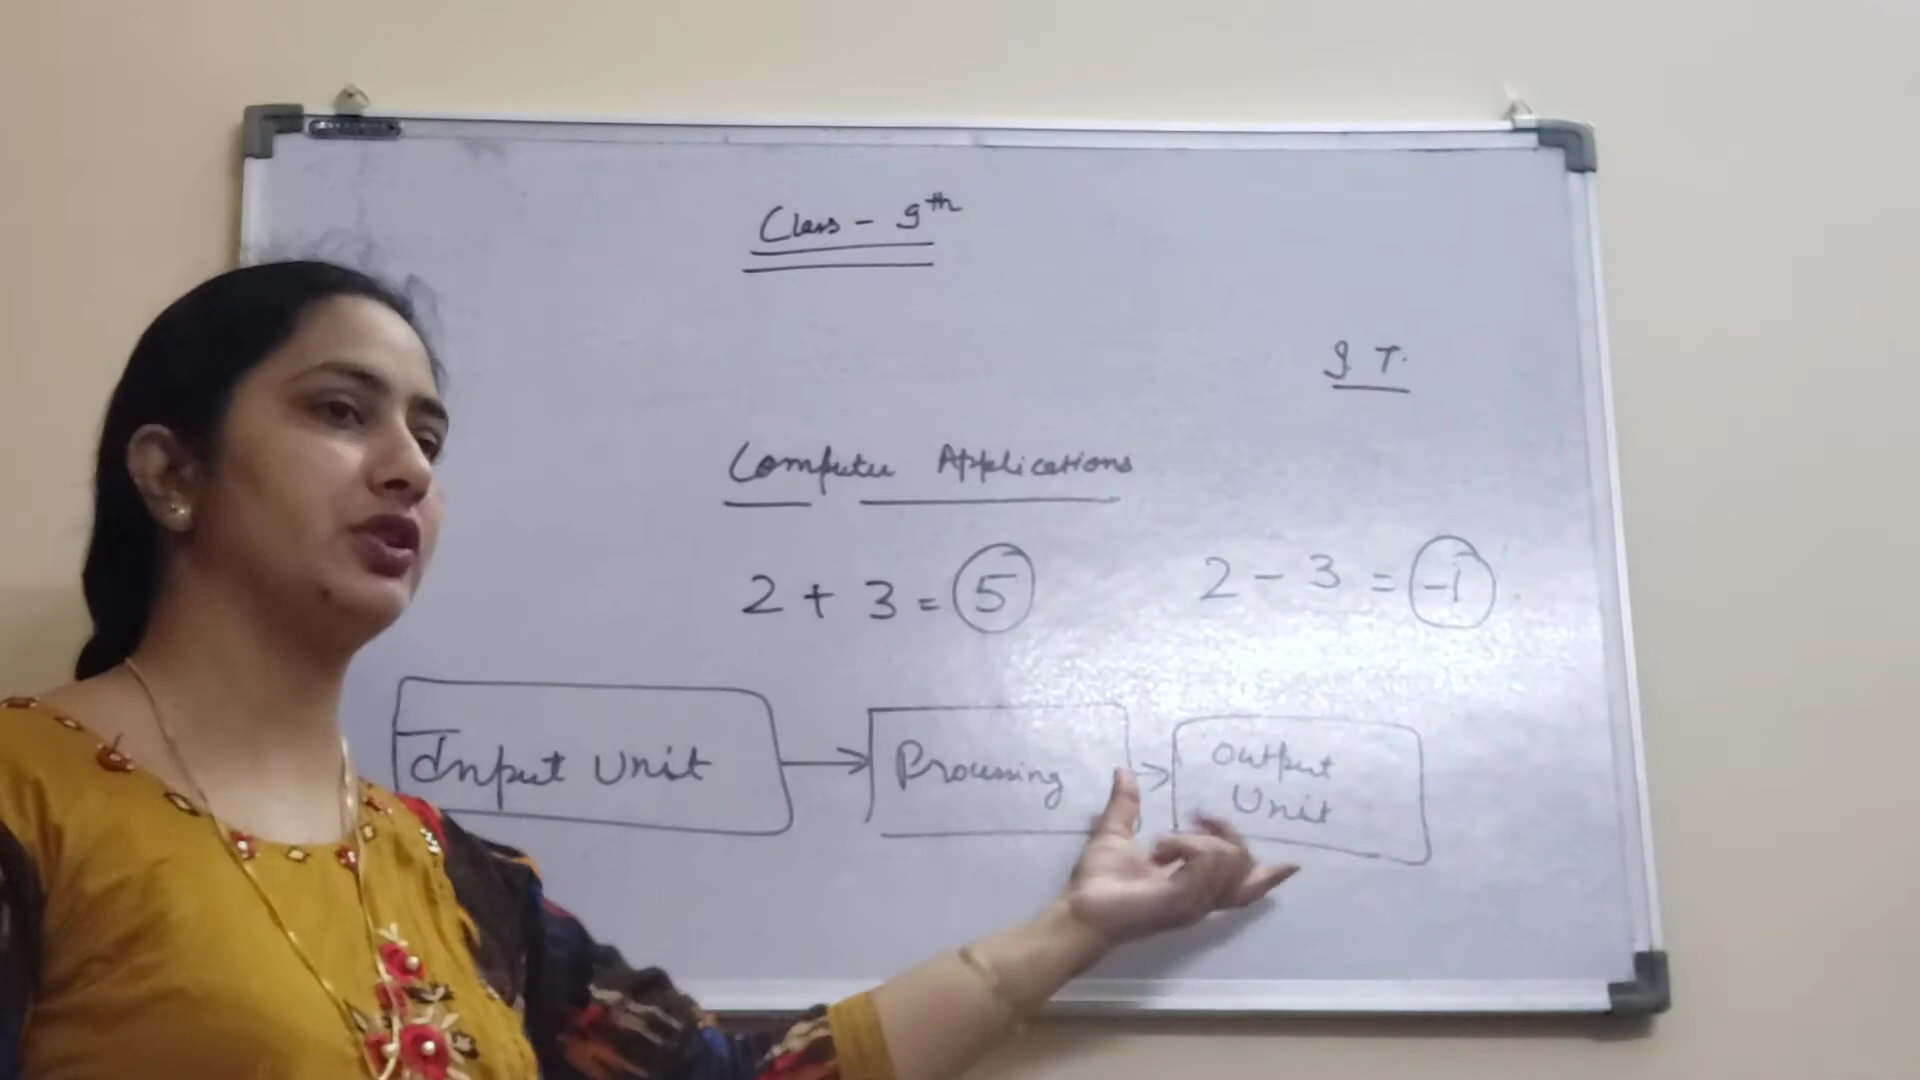 Class - 9th
I.T.
Computer Applications
2 + 3 = 5
2 - 3 = -1
Input Unit
Processing
Output
Unit